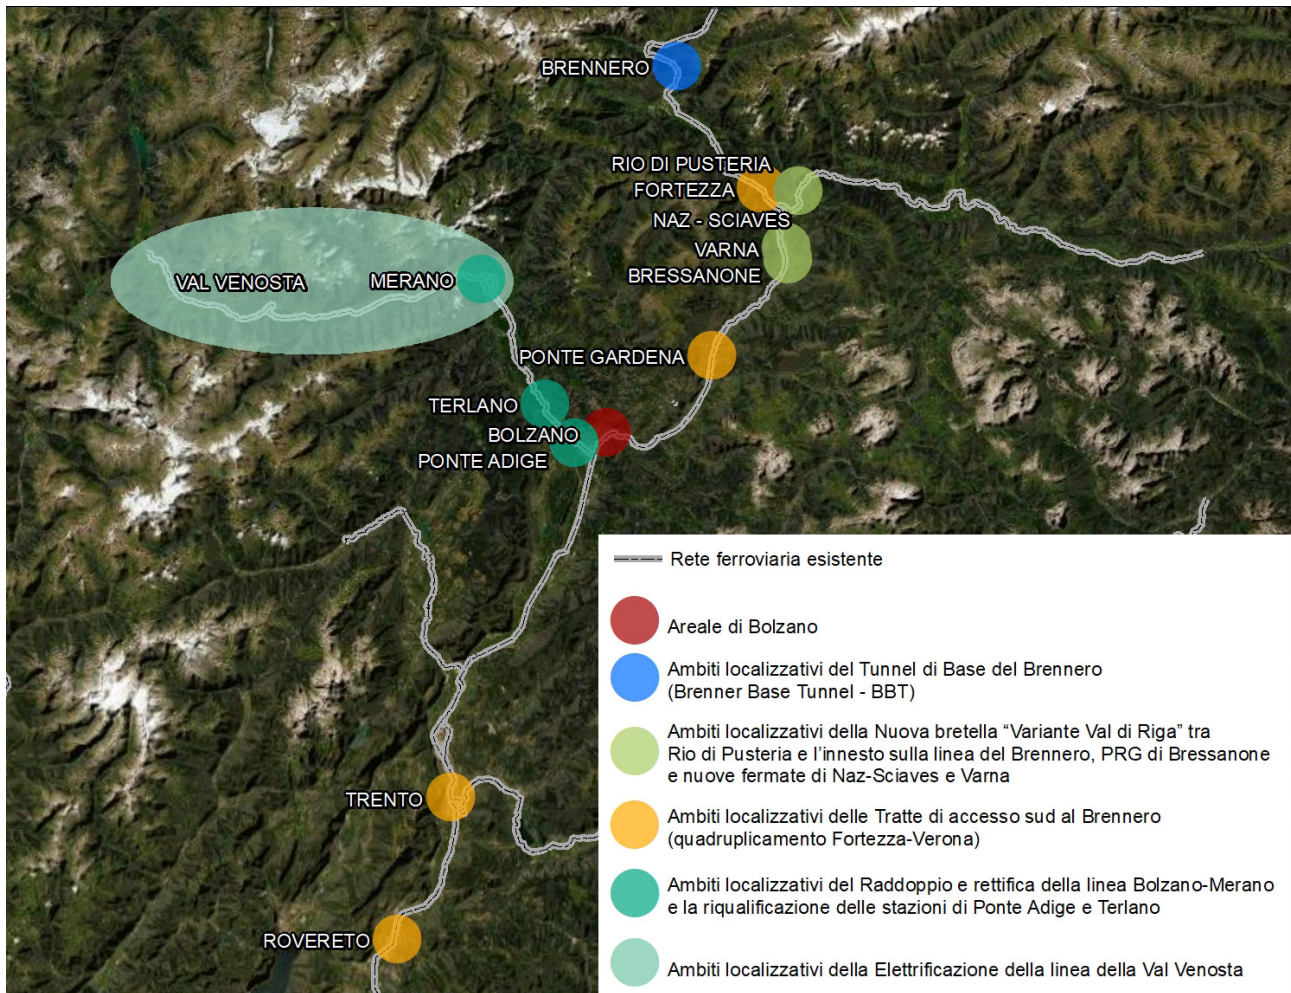 BRENNERO
RIO DI PUSTERIA
FORTEZZA
NAZ - SCIAVES
VARNA
BRESSANONE
VAL VENOSTA
MERANO
PONTE GARDENA
TERLANO
BOLZANO
PONTE ADIGE
TRENTO
ROVERETO
Rete ferroviaria esistente
Areale di Bolzano
Ambiti localizzativi del Tunnel di Base del Brennero
(Brenner Base Tunnel - BBT)
Ambiti localizzativi della Nuova bretella “Variante Val di Riga” tra
Rio di Pusteria e l’innesto sulla linea del Brennero, PRG di Bressanone
e nuove fermate di Naz-Sciaves e Varna
Ambiti localizzativi delle Tratte di accesso sud al Brennero
(quadruplicamento Fortezza-Verona)
Ambiti localizzativi del Raddoppio e rettifica della linea Bolzano-Merano
e la riqualificazione delle stazioni di Ponte Adige e Terlano
Ambiti localizzativi della Elettrificazione della linea della Val Venosta